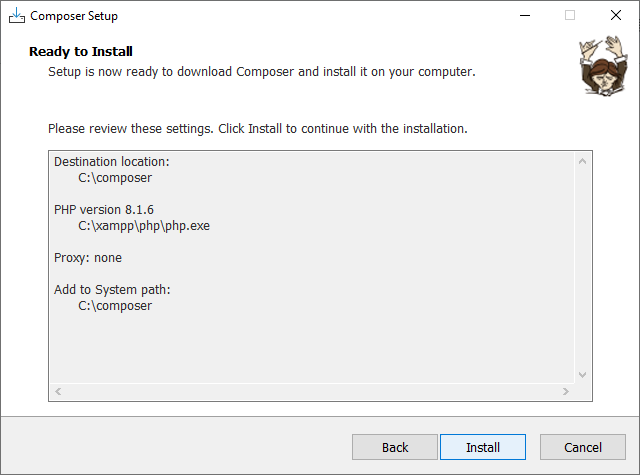 Composer Setup
Ready to Install
Setup is now ready to download Composer and install it on your computer.
Please review these settings. Click Install to continue with the installation.
Destination location:
C:\composer
PHP version 8.1.6
C:\xampp\php\php.exe
Proxy: none
Add to System path:
C:\composer
Back
Install
Cancel